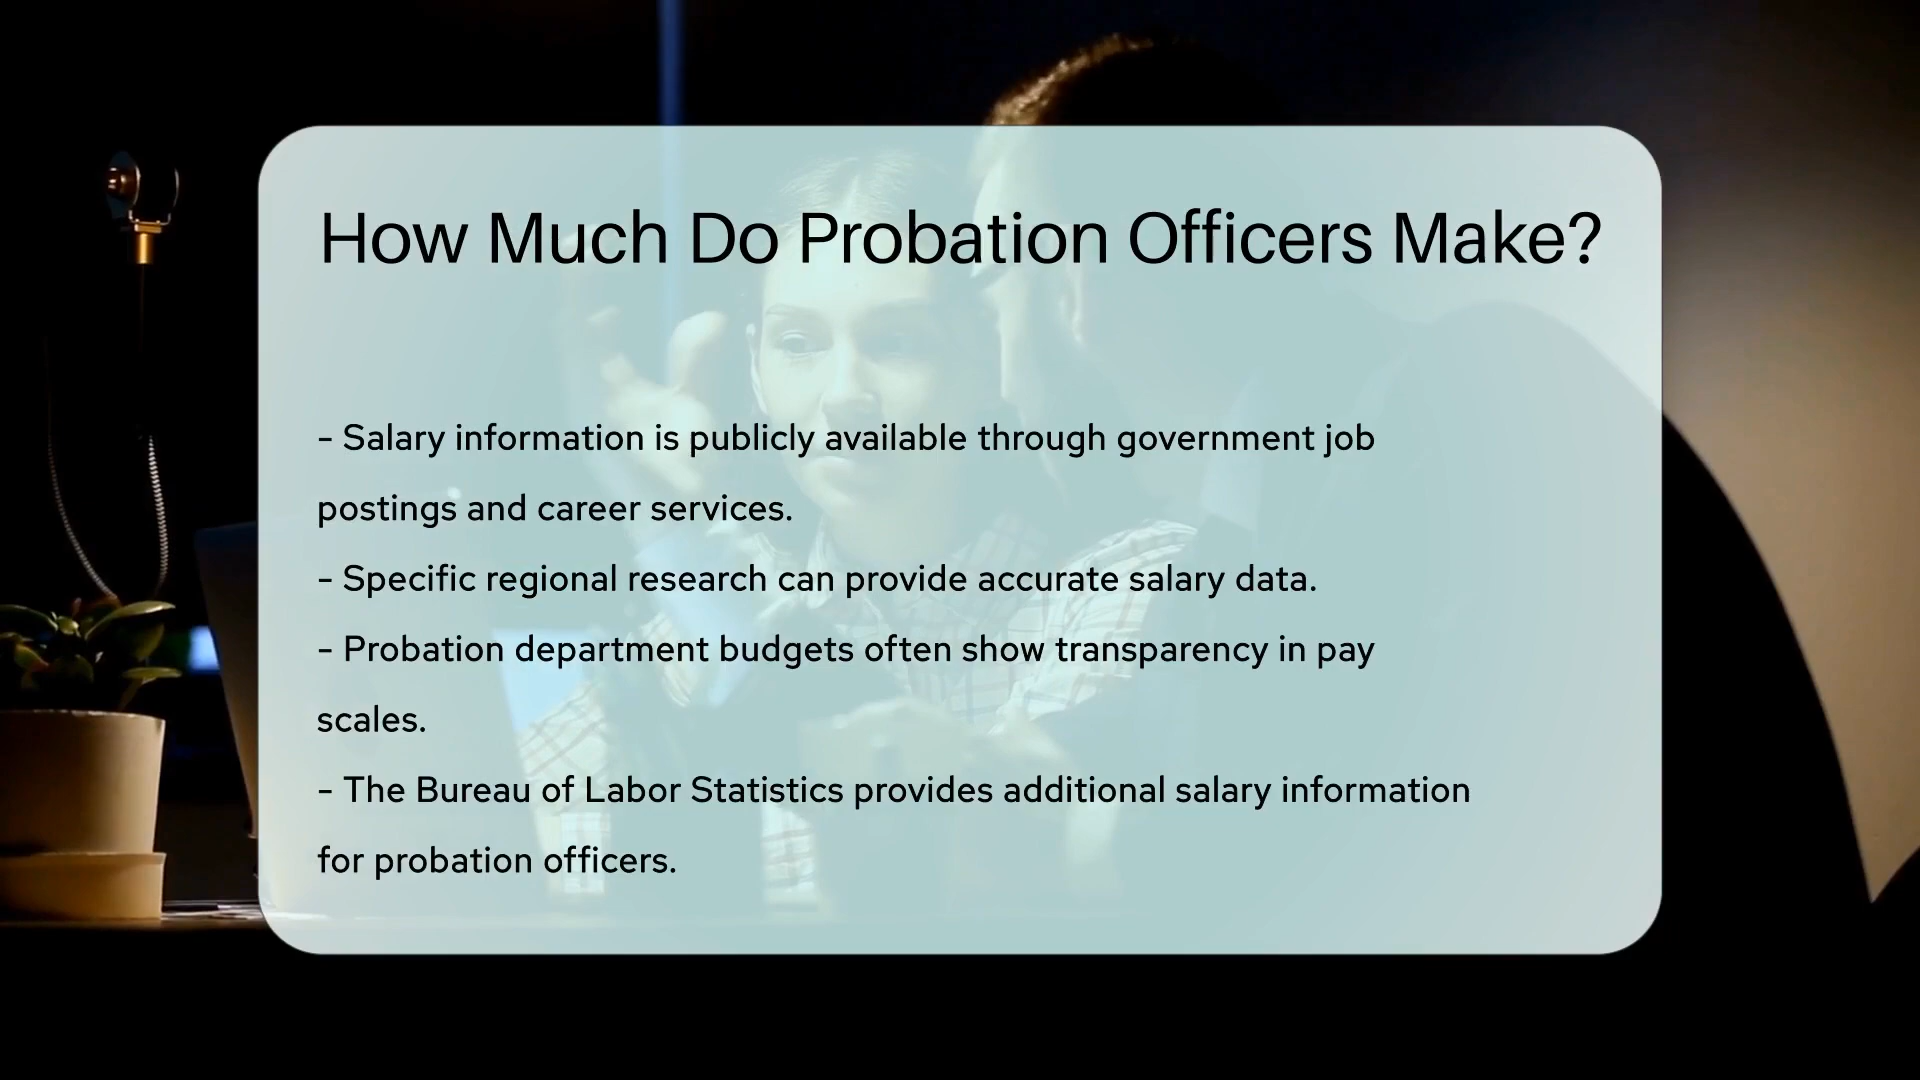 How Much Do Probation Officers Make?
– Salary information is publicly available through government job
postings and career services.
– Specific regional research can provide accurate salary data.
– Probation department budgets often show transparency in pay
scales.
– The Bureau of Labor Statistics provides additional salary information
for probation officers.